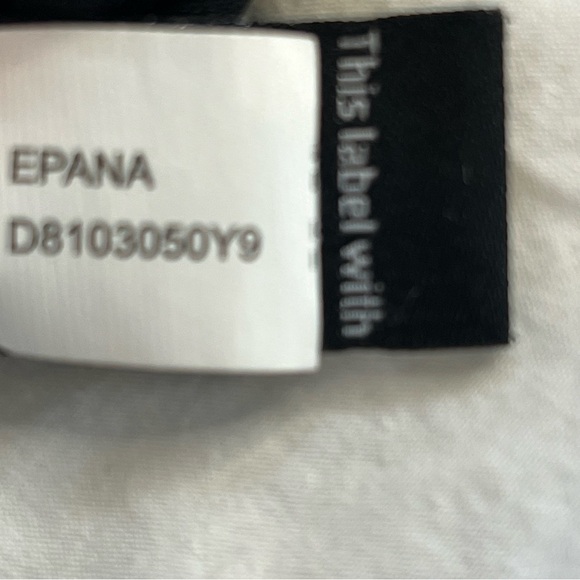 EPANA
D8103050Y9
This label with